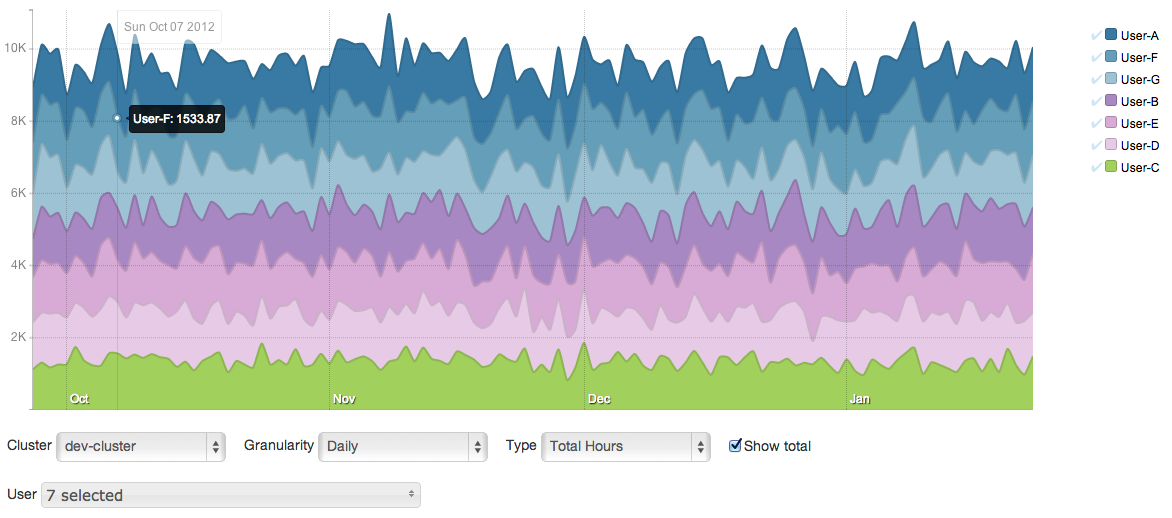 Sun Oct 07 2012
10K
8K
6K
4K
2K
User-F: 1533.87
Oct
Nov
Dec
Jan
User-A
User-F
User-G
User-B
User-E
User-D
User-C
Cluster dev-cluster Granularity Daily Type Total Hours Show total
User 7 selected